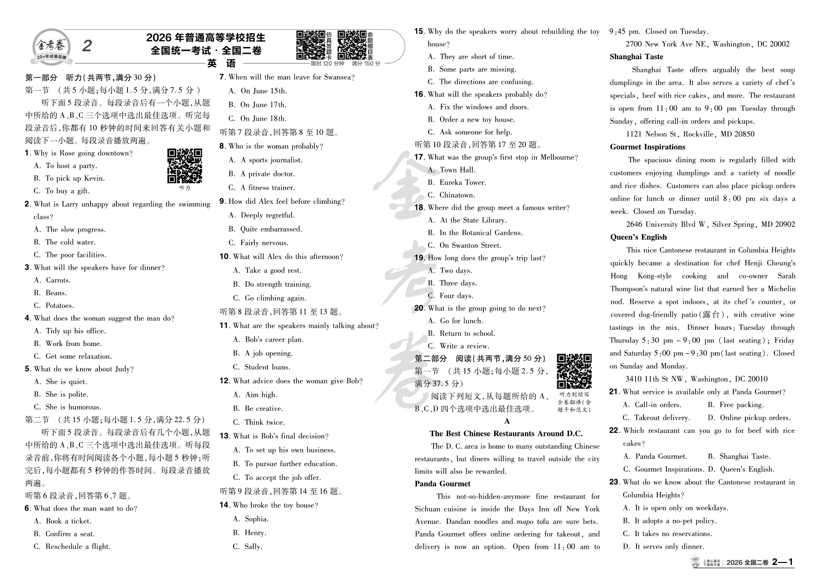 金考卷
2
2026 年普通高等学校招生
全国统一考试·全国二卷
英 语
限时 120 分钟 满分 150 分
第一部分 听力(共两节,满分 30 分)
第一节 (共 5 小题;每小题 1. 5 分,满分 7. 5 分 )
听下面 5 段录音。每段录音后有一个小题,从题
中所给的 A、B、C 三个选项中选出最佳选项。听完每
段录音后,你都有 10 秒钟的时间来回答有关小题和
阅读下一小题。每段录音播放两遍。
1. Why is Rose going downtown?
A. To host a party.
B. To pick up Kevin.
C. To buy a gift.
听力
2. What is Larry unhappy about regarding the swimming
class?
A. The slow progress.
B. The cold water.
C. The poor facilities.
3. What will the speakers have for dinner?
A. Carrots.
B. Beans.
C. Potatoes.
4. What does the woman suggest the man do?
A. Tidy up his office.
B. Work from home.
C. Get some relaxation.
5. What do we know about Judy?
A. She is quiet.
B. She is polite.
C. She is humorous.
第二节 (共 15 小题;每小题 1. 5 分,满分 22. 5 分)
听下面 5 段录音。每段录音后有几个小题,从题
中所给的 A、B、C 三个选项中选出最佳选项。听每段
录音前,你将有时间阅读各个小题,每小题 5 秒钟;听
完后,每小题都有 5 秒钟的作答时间。每段录音播放
两遍。
听第 6 段录音,回答第 6、7 题。
6. What does the man want to do?
A. Book a ticket.
B. Confirm a seat.
C. Reschedule a flight.
7. When will the man leave for Swansea?
A. On June 15th.
B. On June 17th.
C. On June 18th.
听第 7 段录音,回答第 8 至 10 题。
8. Who is the woman probably?
A. A sports journalist.
B. A private doctor.
C. A fitness trainer.
9. How did Alex feel before climbing?
A. Deeply regretful.
B. Quite embarrassed.
C. Fairly nervous.
10. What will Alex do this afternoon?
A. Take a good rest.
B. Do strength training.
C. Go climbing again.
听第 8 段录音,回答第 11 至 13 题。
11. What are the speakers mainly talking about?
A. Bob's career plan.
B. A job opening.
C. Student loans.
12. What advice does the woman give Bob?
A. Aim high.
B. Be creative.
C. Think twice.
13. What is Bob's final decision?
A. To set up his own business.
B. To pursue further education.
C. To accept the job offer.
听第 9 段录音,回答第 14 至 16 题。
14. Who broke the toy house?
A. Sophia.
B. Henry.
C. Sally.
15. Why do the speakers worry about rebuilding the toy
house?
A. They are short of time.
B. Some parts are missing.
C. The directions are confusing.
16. What will the speakers probably do?
A. Fix the windows and doors.
B. Order a new toy house.
C. Ask someone for help.
听第 10 段录音,回答第 17 至 20 题。
17. What was the group's first stop in Melbourne?
A. Town Hall.
B. Eureka Tower.
C. Chinatown.
18. Where did the group meet a famous writer?
A. At the State Library.
B. In the Botanical Gardens.
C. On Swanton Street.
19. How long does the group's trip last?
A. Two days.
B. Three days.
C. Four days.
20. What is the group going to do next?
A. Go for lunch.
B. Return to school.
C. Write a review.
第二部分 阅读(共两节,满分 50 分)
第一节 (共 15 小题;每小题 2. 5 分,
满分 37. 5 分)
阅读下列短文,从每题所给的 A、
B、C、D 四个选项中选出最佳选项。
A
The Best Chinese Restaurants Around D.C.
The D. C. area is home to many outstanding Chinese
restaurants, but diners willing to travel outside the city
limits will also be rewarded.
Panda Gourmet
This not-so-hidden-anymore fine restaurant for
Sichuan cuisine is inside the Days Inn off New York
Avenue. Dandan noodles and mapo tofu are sure bets.
Panda Gourmet offers online ordering for takeout, and
delivery is now an option. Open from 11:00 am to
9:45 pm. Closed on Tuesday.
2700 New York Ave NE, Washington, DC 20002
Shanghai Taste
Shanghai Taste offers arguably the best soup
dumplings in the area. It also serves a variety of chef's
specials, beef with rice cakes, and more. The restaurant
is open from 11:00 am to 9:00 pm Tuesday through
Sunday, offering call-in orders and pickups.
1121 Nelson St, Rockville, MD 20850
Gourmet Inspirations
The spacious dining room is regularly filled with
customers enjoying dumplings and a variety of noodle
and rice dishes. Customers can also place pickup orders
online for lunch or dinner until 8:00 pm six days a
week. Closed on Tuesday.
2646 University Blvd W, Silver Spring, MD 20902
Queen's English
This nice Cantonese restaurant in Columbia Heights
quickly became a destination for chef Henji Cheung's
Hong Kong-style cooking and co-owner Sarah
Thompson's natural wine list that earned her a Michelin
nod. Reserve a spot indoors, at its chef's counter, or
covered dog-friendly patio(露台), with creative wine
tastings in the mix. Dinner hours: Tuesday through
Thursday 5:30 pm－9:00 pm (last seating); Friday
and Saturday 5:00 pm－9:30 pm(last seating). Closed
on Sunday and Monday.
3410 11th St NW, Washington, DC 20010
21. What service is available only at Panda Gourmet?
A. Call-in orders. B. Free packing.
C. Takeout delivery. D. Online pickup orders.
22. Which restaurant can you go to for beef with rice
cakes?
A. Panda Gourmet. B. Shanghai Taste.
C. Gourmet Inspirations. D. Queen's English.
23. What do we know about the Cantonese restaurant in
Columbia Heights?
A. It is open only on weekdays.
B. It adopts a no-pet policy.
C. It takes no reservations.
D. It serves only dinner.
2026 全国二卷 2—1
金
考
卷